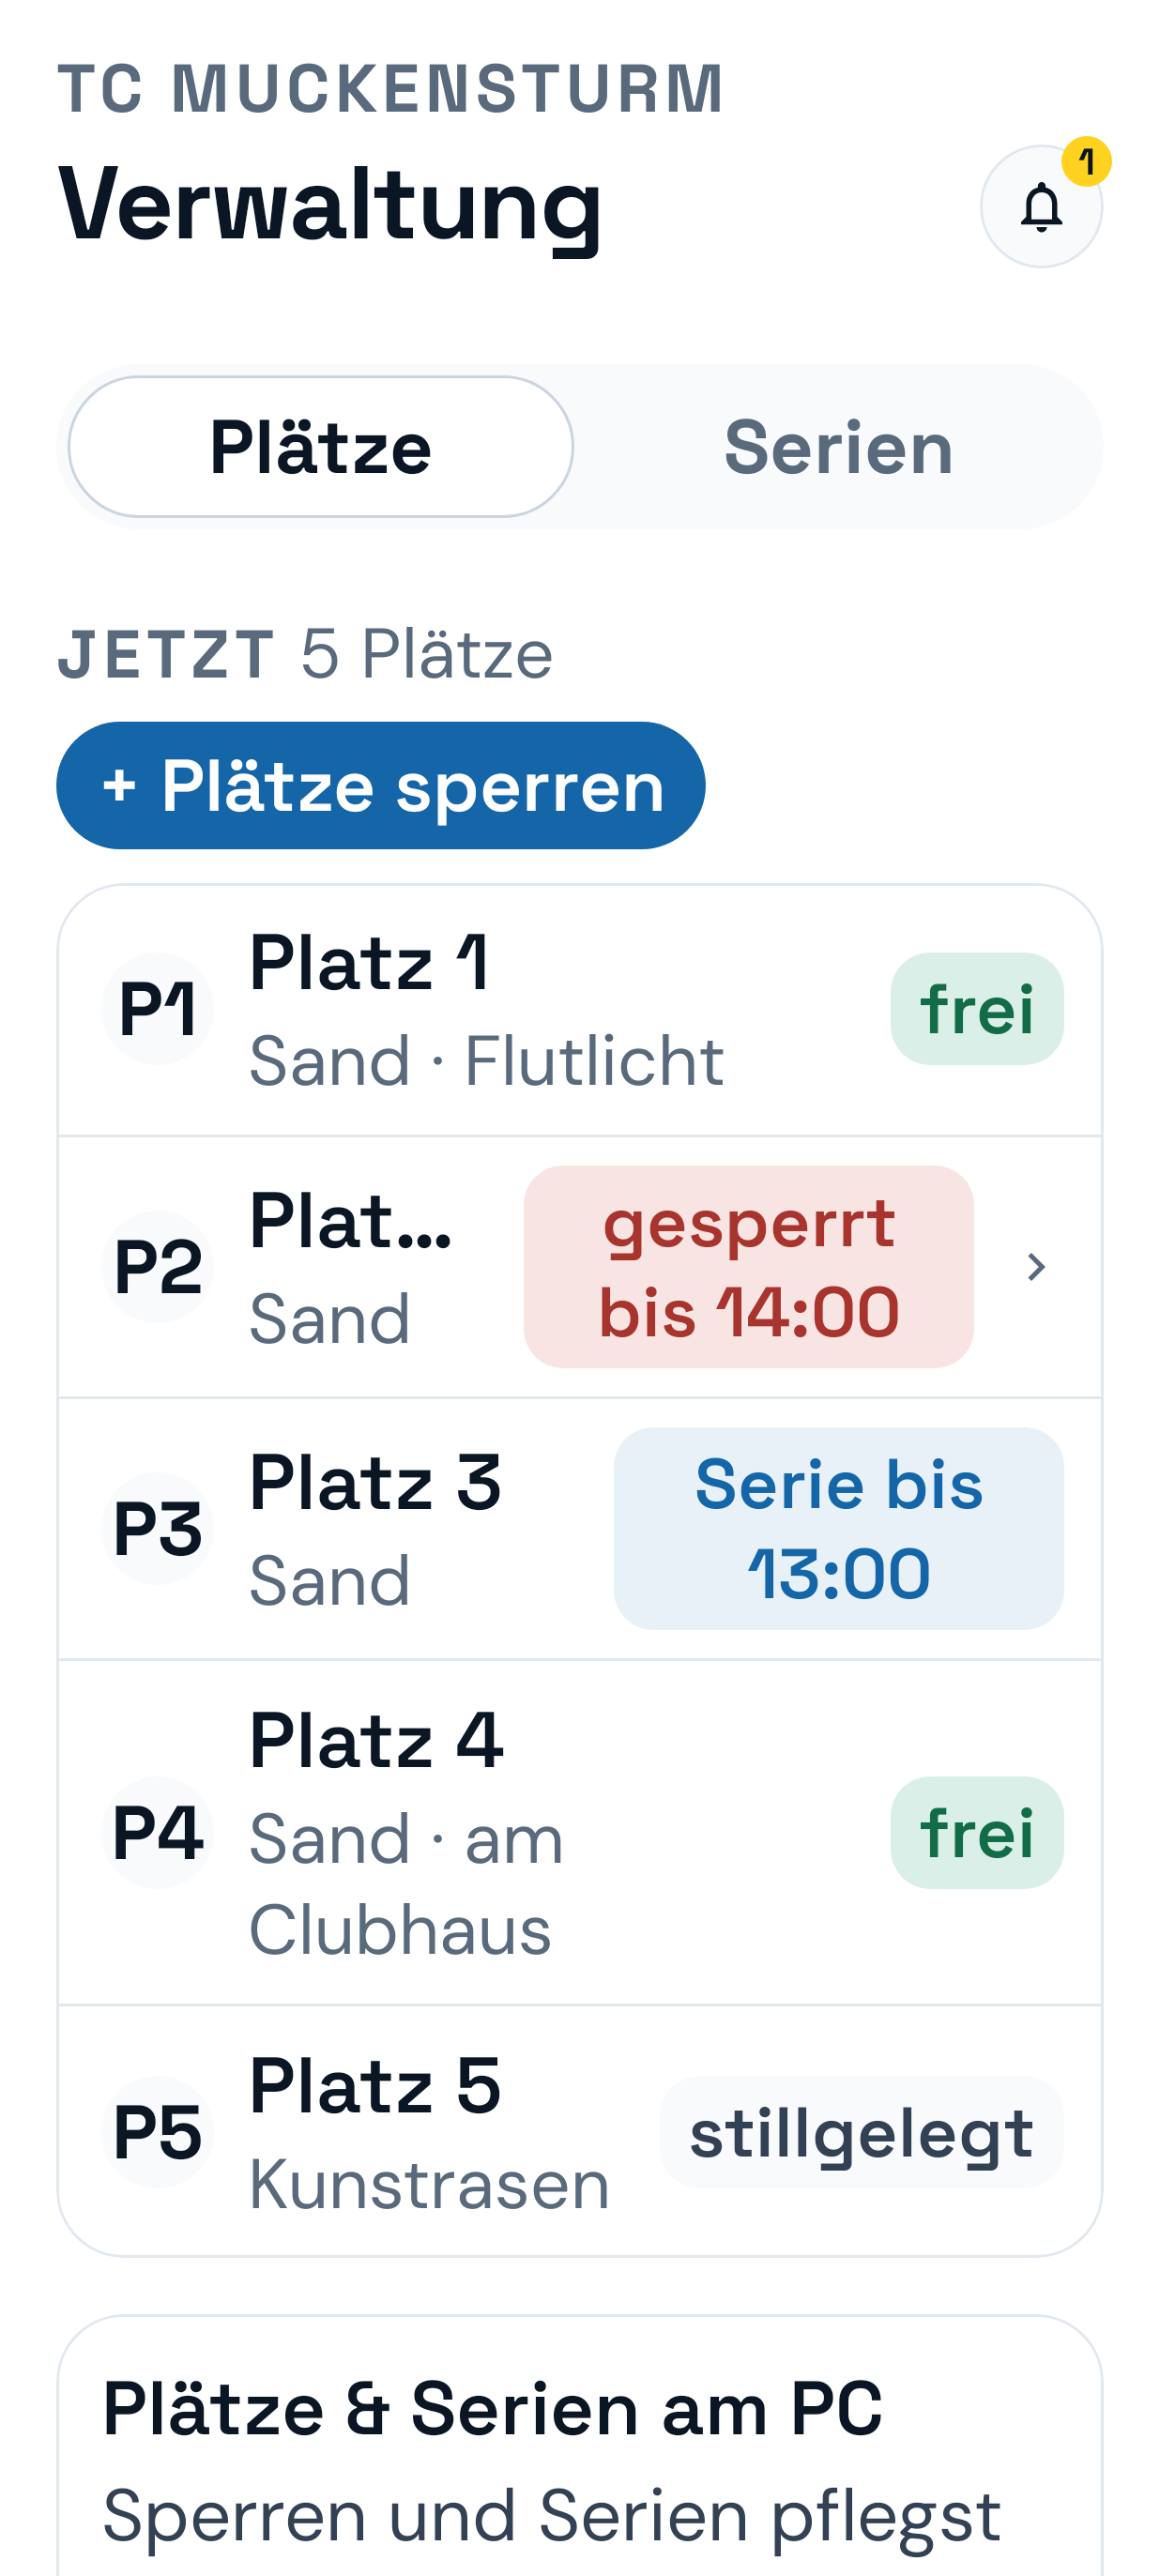 TC MUCKENSTURM
Verwaltung
1
Plätze
Serien
JETZT 5 Plätze
+ Plätze sperren
P1
Platz 1
Sand · Flutlicht
frei
P2
Plat...
Sand
gesperrt
bis 14:00
P3
Platz 3
Sand
Serie bis
13:00
P4
Platz 4
Sand · am
Clubhaus
frei
P5
Platz 5
Kunstrasen
stillgelegt
Plätze & Serien am PC
Sperren und Serien pflegst